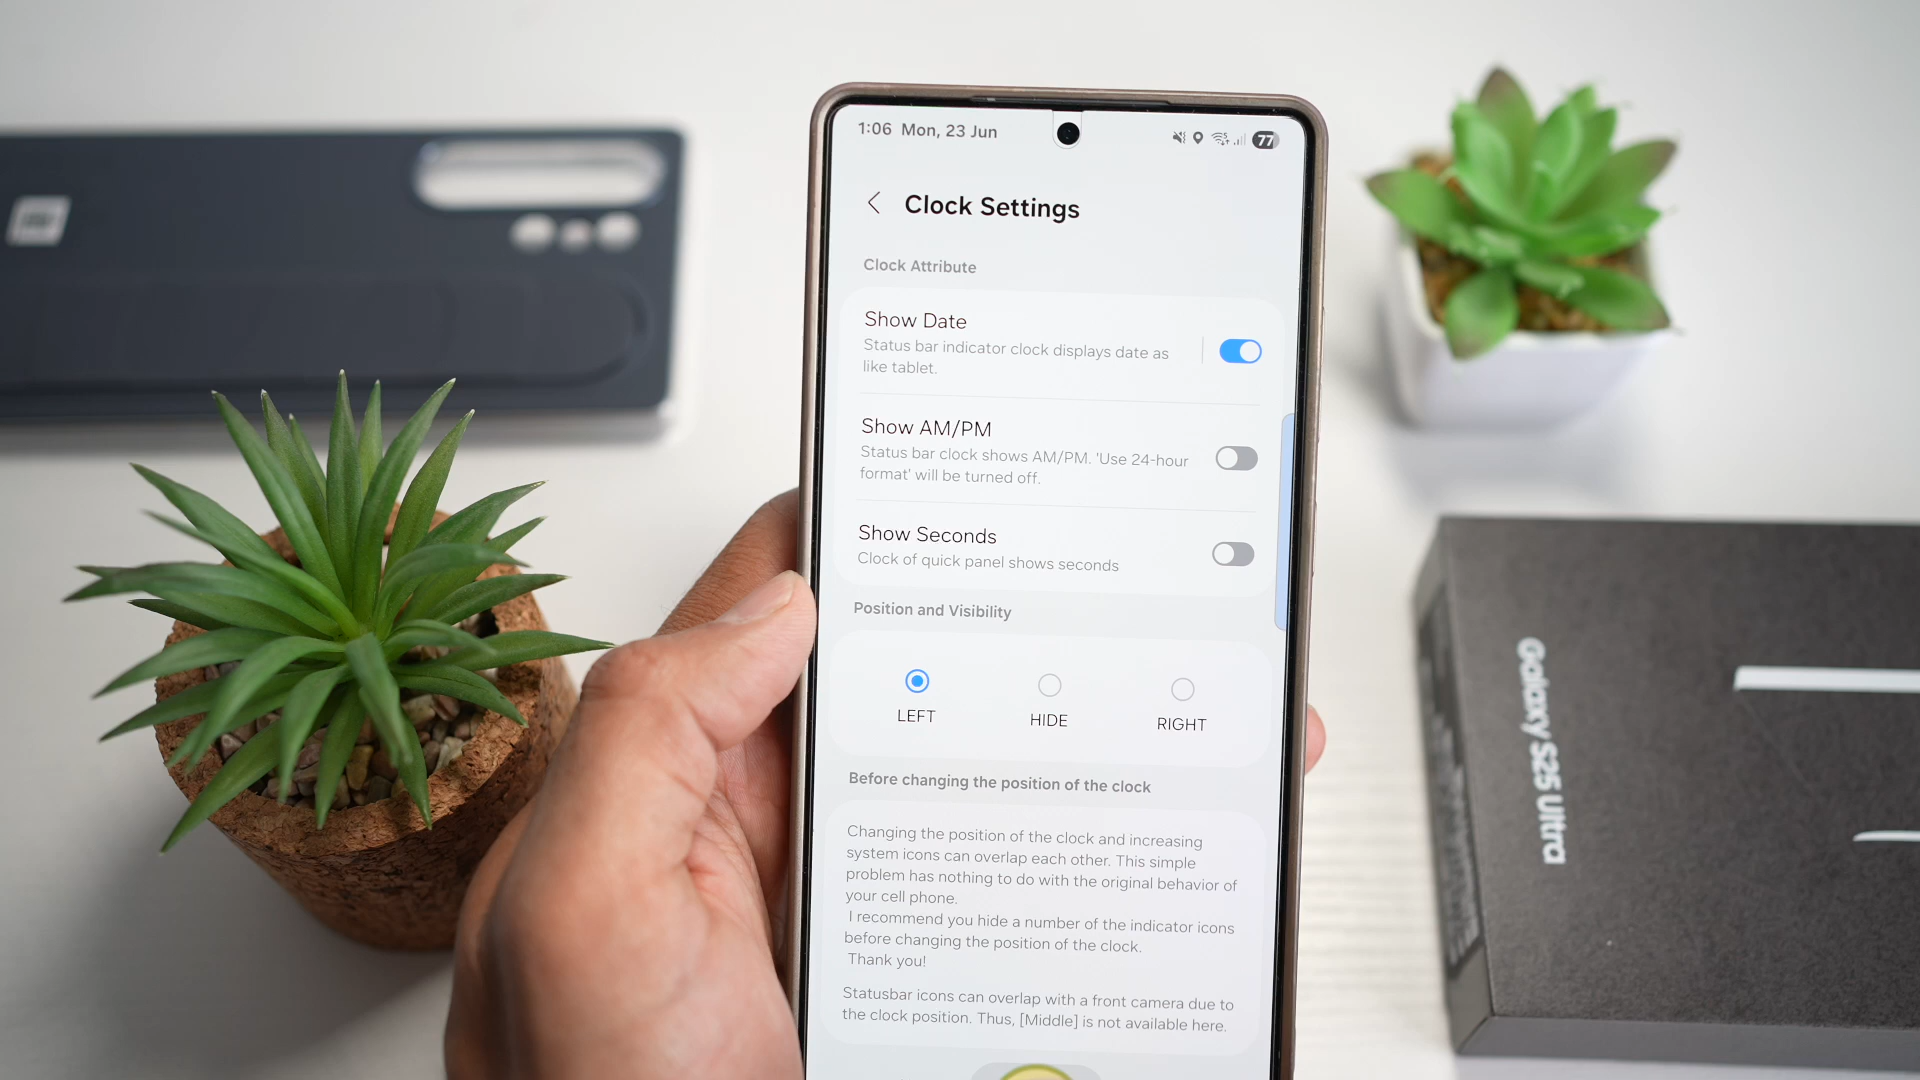 1:06 Mon, 23 Jun
77
Clock Settings
Clock Attribute
Show Date
Status bar indicator clock displays date as
like tablet.
Show AM/PM
Status bar clock shows AM/PM. 'Use 24-hour
format' will be turned off.
Show Seconds
Clock of quick panel shows seconds
Position and Visibility
LEFT
HIDE
RIGHT
Before changing the position of the clock
Changing the position of the clock and increasing
system icons can overlap each other. This simple
problem has nothing to do with the original behavior of
your cell phone.
I recommend you hide a number of the indicator icons
before changing the position of the clock.
Thank you!
Statusbar icons can overlap with a front camera due to
the clock position. Thus, [Middle] is not available here.
Galaxy S25 Ultra